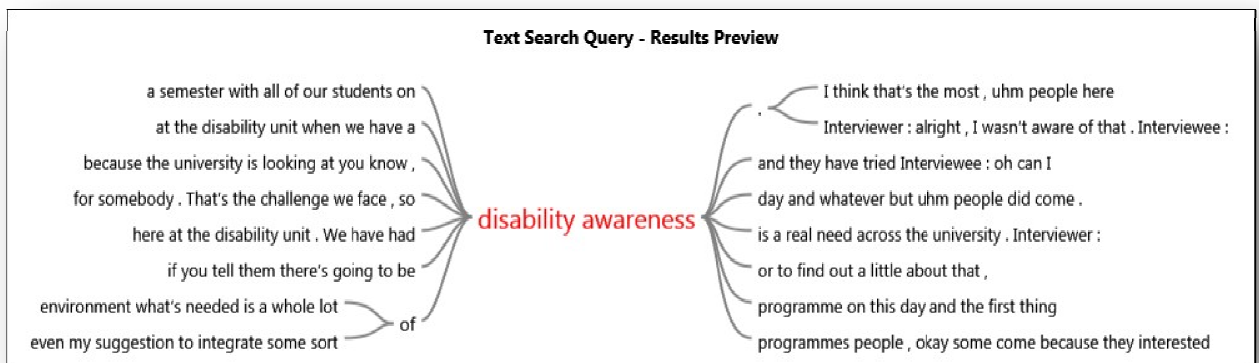 Text Search Query - Results Preview
a semester with all of our students on
at the disability unit when we have a
because the university is looking at you know ,
for somebody . That's the challenge we face , so
here at the disability unit . We have had
if you tell them there's going to be
environment what's needed is a whole lot
even my suggestion to integrate some sort
of
disability awareness
.
I think that's the most , uhm people here
Interviewer : alright , I wasn't aware of that . Interviewee :
and they have tried Interviewee : oh can I
day and whatever but uhm people did come .
is a real need across the university . Interviewer :
or to find out a little about that ,
programme on this day and the first thing
programmes people , okay some come because they interested